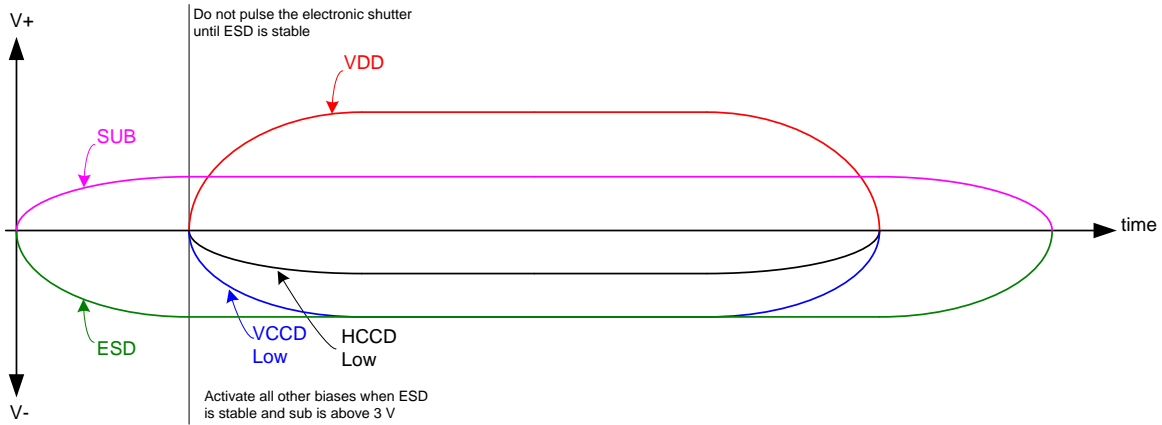 V+
Do not pulse the electronic shutter
until ESD is stable
VDD
SUB
time
ESD
VCCD
Low
HCCD
Low
Activate all other biases when ESD
is stable and sub is above 3 V
V-